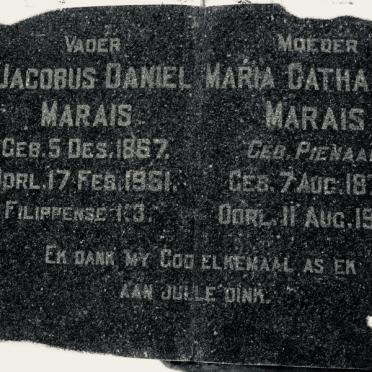 VADER
JACOBUS DANIEL
MARAIS
GEB. 5 DES. 1867.
OORL. 17 FEB. 1951.
FILIPPENSE 1:3.
MOEDER
MARIA CATHA
MARAIS
GEB. PIENAA
GEB. 7 AUG. 18
OORL. 11 AUG. 19
EK DANK MY GOD ELKEMAAL AS EK
AAN JULLE DINK.